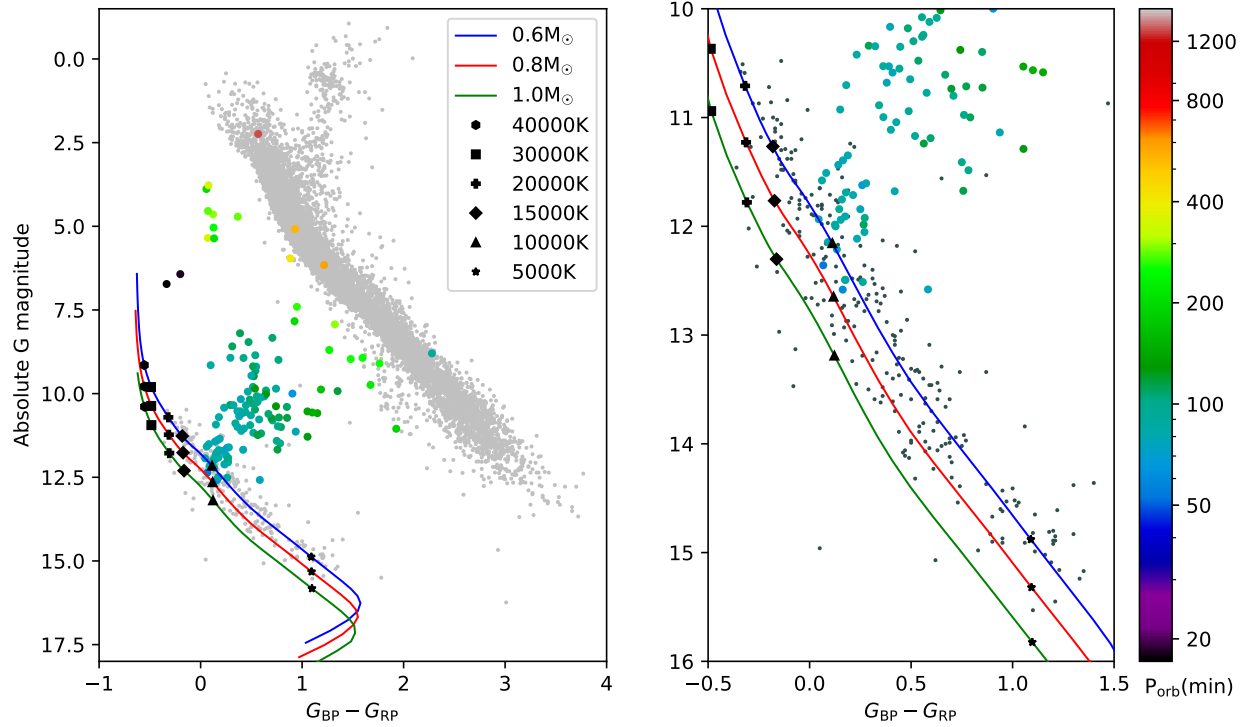 0.0
2.5
5.0
7.5
10.0
12.5
15.0
17.5
Absolute G magnitude
−1
0
1
2
3
4
G_BP − G_RP
0.6M☉
0.8M☉
1.0M☉
40000K
30000K
20000K
15000K
10000K
5000K
10
11
12
13
14
15
16
−0.5
0.0
0.5
1.0
1.5
G_BP − G_RP
1200
800
400
200
100
50
20
P_orb(min)